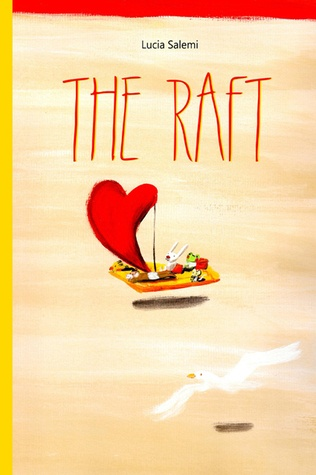 Lucia Salemi
THE RAFT